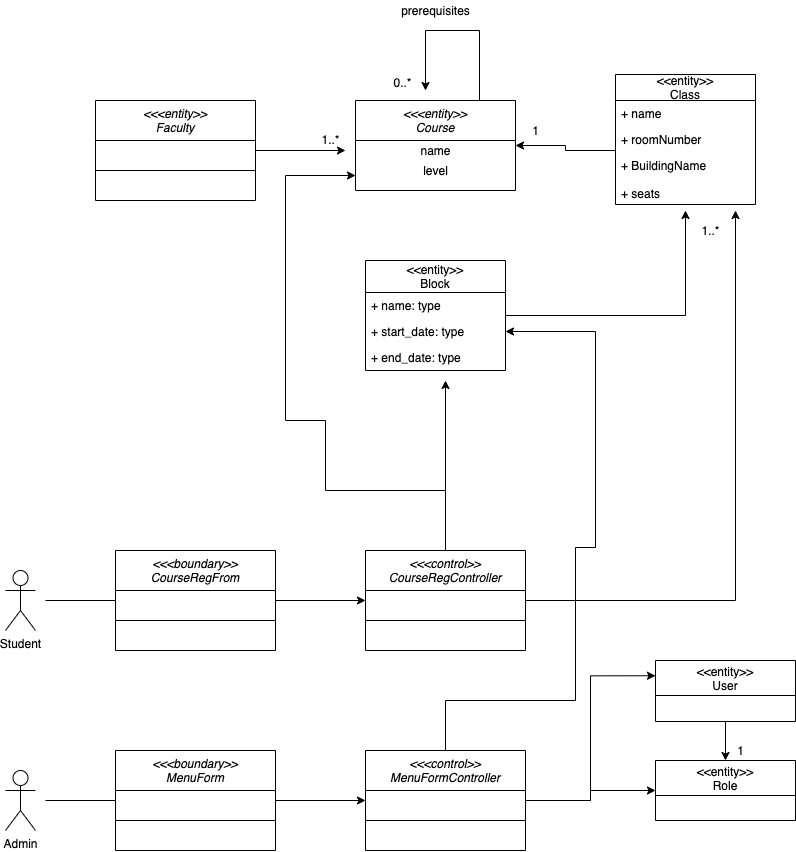 prerequisites
0..*
<<<entity>>
Faculty
1..*
<<<entity>>
Course
name
level
1
<<entity>>
Class
+ name
+ roomNumber
+ BuildingName
+ seats
1..*
<<entity>>
Block
+ name: type
+ start_date: type
+ end_date: type
Student
<<<boundary>>
CourseRegFrom
<<<control>>
CourseRegController
Admin
<<<boundary>>
MenuForm
<<<control>>
MenuFormController
<<entity>>
User
1
<<entity>>
Role